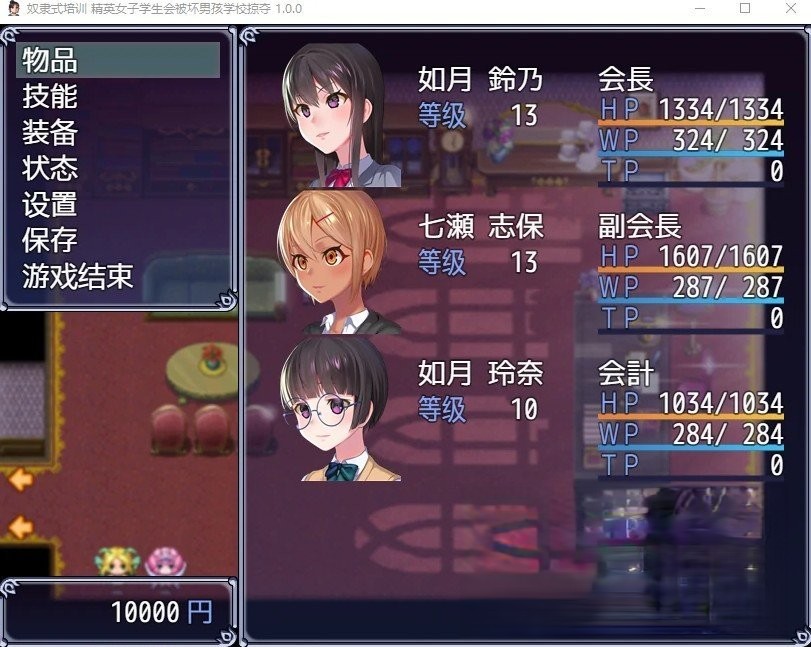 奴隶式培训 精英女子学生会被坏男孩学校掠夺 1.0.0
物品
技能
装备
状态
设置
保存
游戏结束
10000 円
如月 鈴乃 会長
等级 13
HP 1334/1334
WP 324/ 324
TP 0
七瀬 志保 副会長
等级 13
HP 1607/1607
WP 287/ 287
TP 0
如月 玲奈 会計
等级 10
HP 1034/1034
WP 284/ 284
TP 0